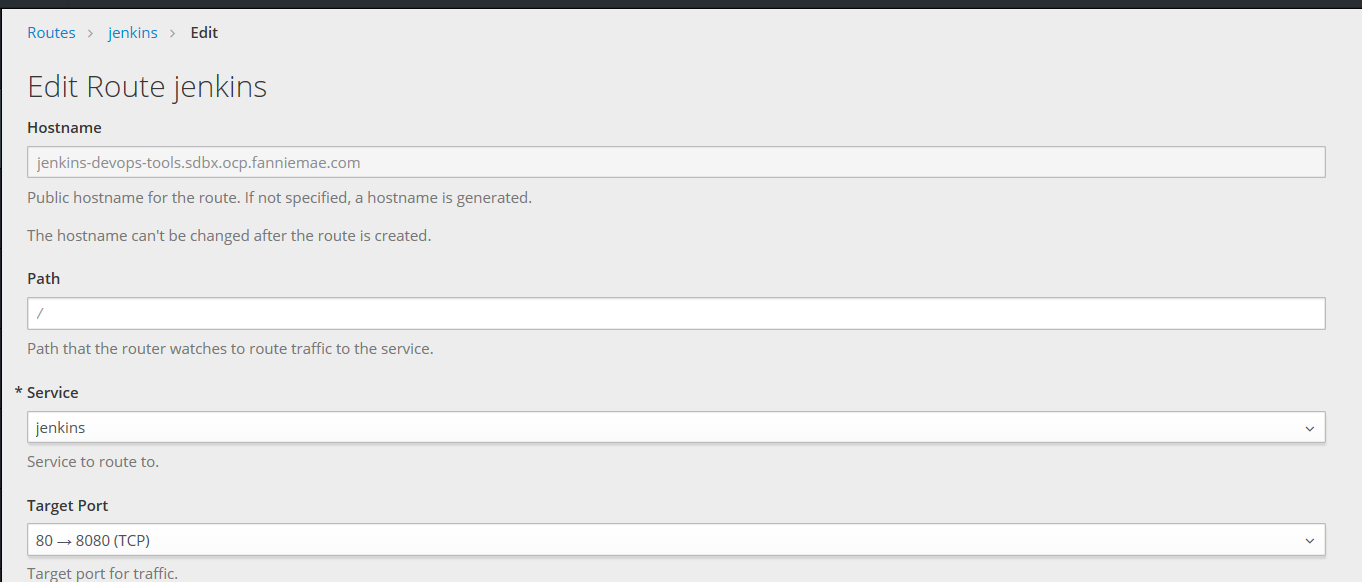 Routes > jenkins > Edit
Edit Route jenkins
Hostname
jenkins-devops-tools.sdbx.ocp.fanniemae.com
Public hostname for the route. If not specified, a hostname is generated.
The hostname can't be changed after the route is created.
Path
/
Path that the router watches to route traffic to the service.
* Service
jenkins
Service to route to.
Target Port
80 → 8080 (TCP)
Target port for traffic.